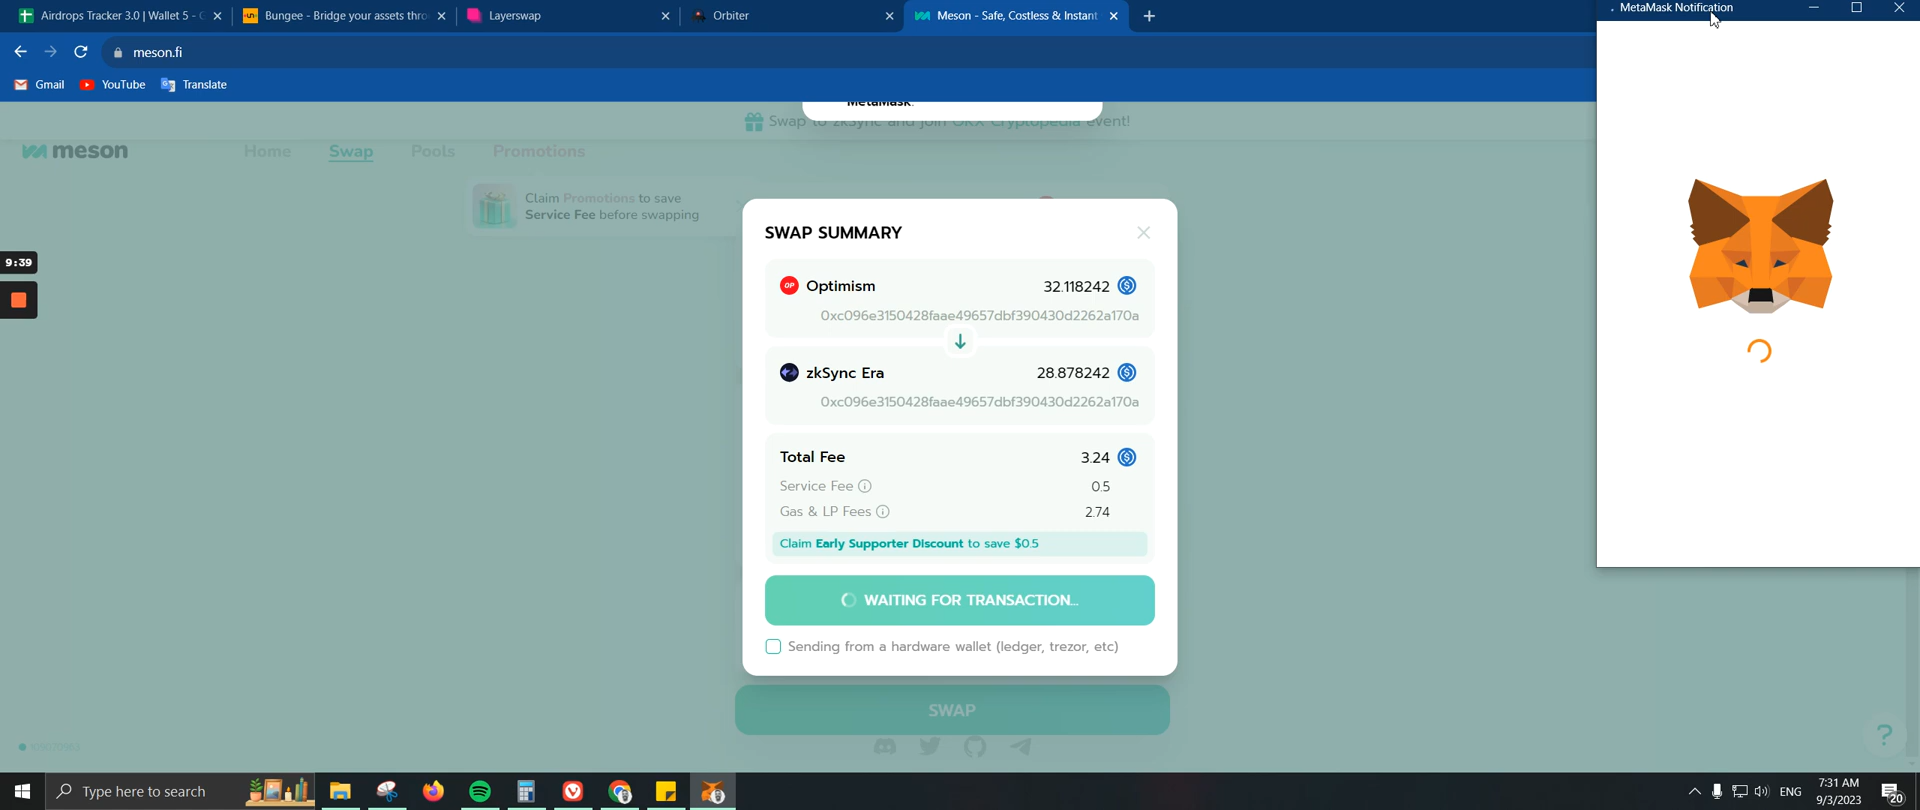 Airdrops Tracker 3.0 | Wallet 5 - G
Bungee - Bridge your assets thro
Layerswap
Orbiter
Meson - Safe, Costless & Instant
MetaMask Notification
meson.fi
Gmail
YouTube
Translate
MetaMask.
Swap to zkSync and join OKX Cryptopedia event!
meson
Home
Swap
Pools
Promotions
Claim Promotions to save
Service Fee before swapping
9:39
SWAP SUMMARY
Optimism
32.118242
0xc096e3150428faae49657dbf390430d2262a170a
zkSync Era
28.878242
0xc096e3150428faae49657dbf390430d2262a170a
Total Fee
3.24
Service Fee
0.5
Gas & LP Fees
2.74
Claim Early Supporter Discount to save $0.5
WAITING FOR TRANSACTION...
Sending from a hardware wallet (ledger, trezor, etc)
SWAP
?
Type here to search
ENG
7:31 AM
9/3/2023
20